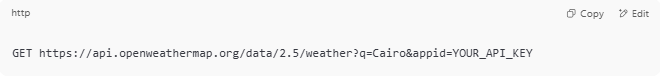 http
Copy
Edit
GET https://api.openweathermap.org/data/2.5/weather?q=Cairo&appid=YOUR_API_KEY